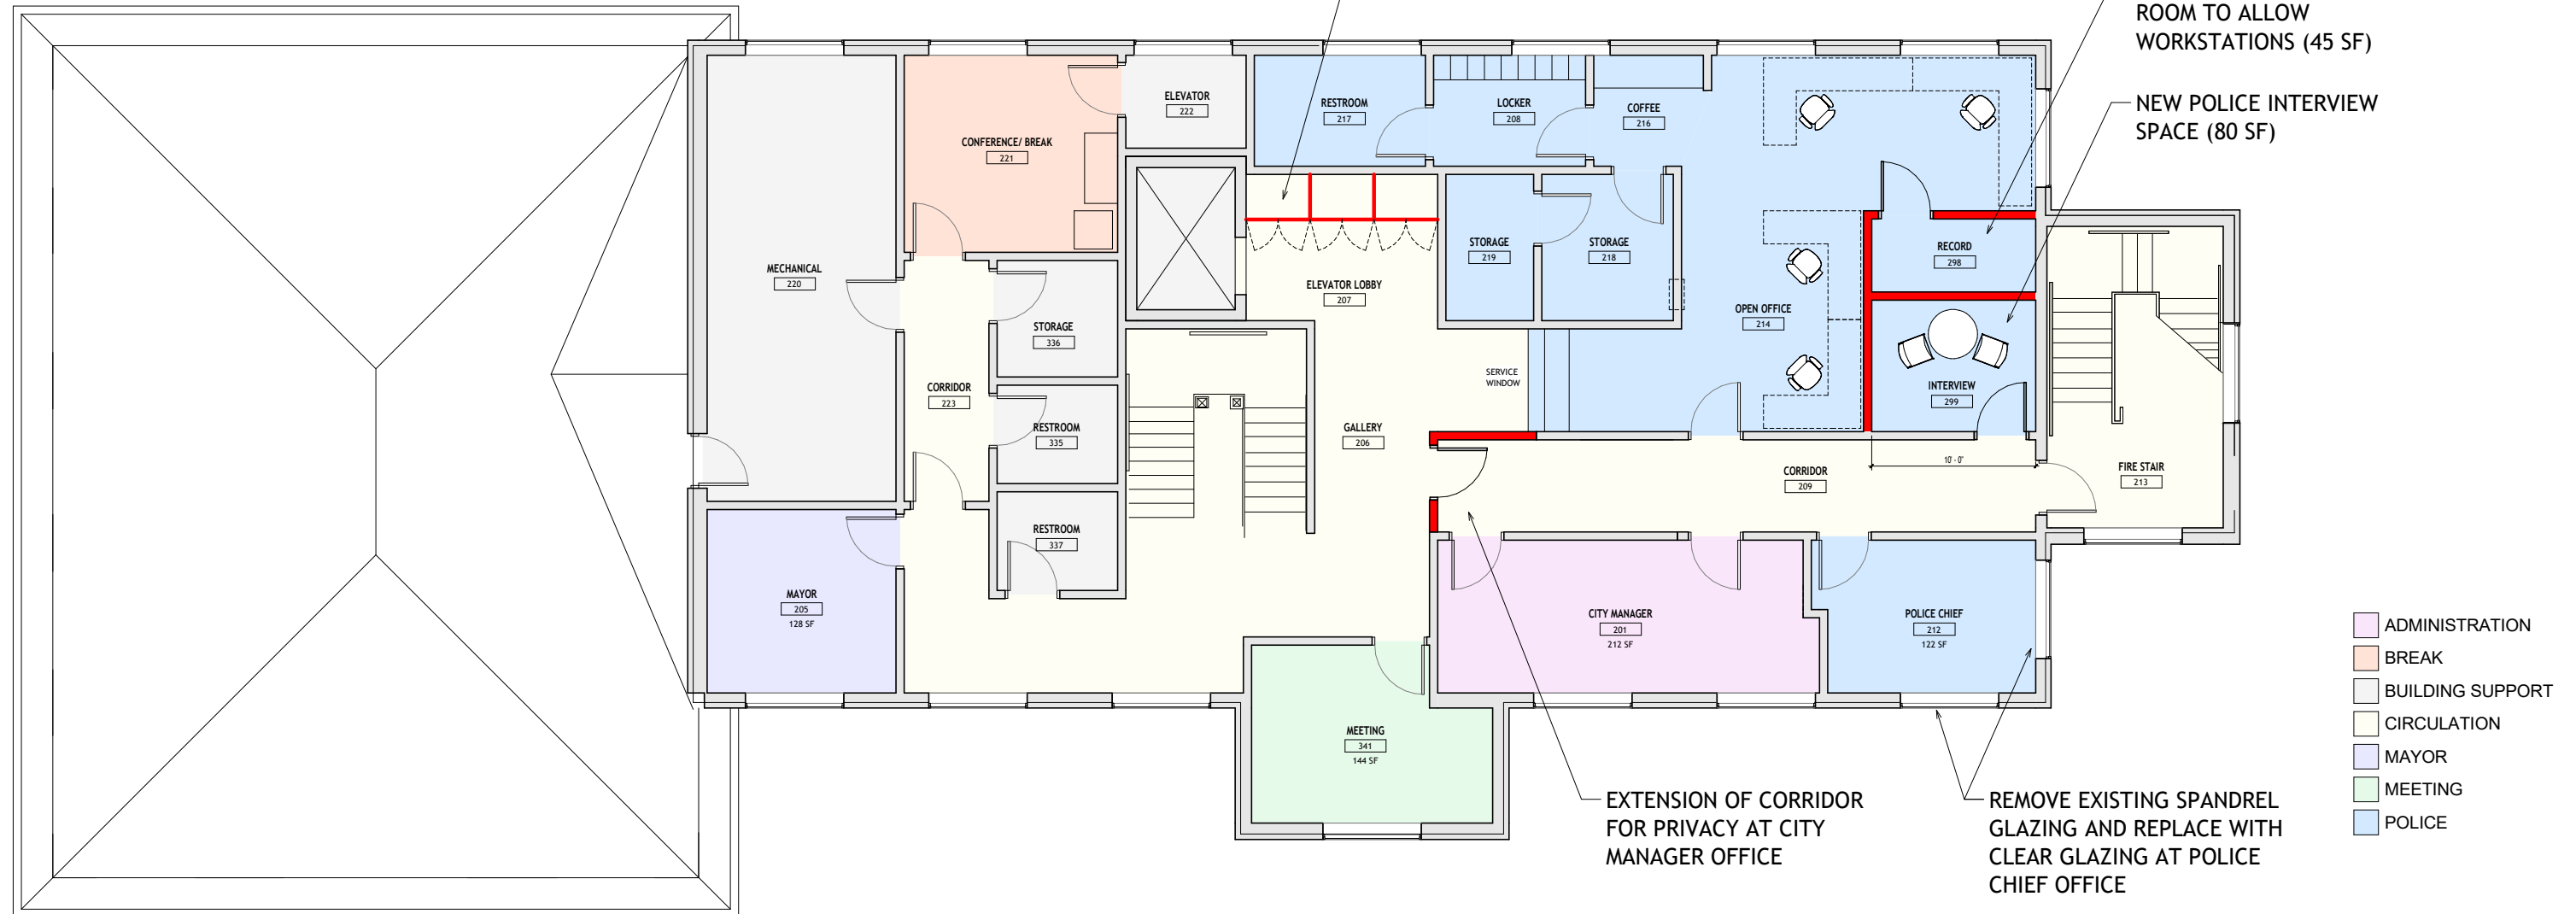 ROOM TO ALLOW
WORKSTATIONS (45 SF)
NEW POLICE INTERVIEW
SPACE (80 SF)
ELEVATOR
222
RESTROOM
217
LOCKER
208
COFFEE
216
CONFERENCE/ BREAK
221
MECHANICAL
220
STORAGE
219
STORAGE
218
RECORD
298
ELEVATOR LOBBY
207
OPEN OFFICE
214
STORAGE
336
SERVICE
WINDOW
CORRIDOR
223
INTERVIEW
299
RESTROOM
335
GALLERY
206
10' - 0"
CORRIDOR
209
FIRE STAIR
213
RESTROOM
337
MAYOR
205
128 SF
CITY MANAGER
201
212 SF
POLICE CHIEF
212
122 SF
MEETING
341
144 SF
EXTENSION OF CORRIDOR
FOR PRIVACY AT CITY
MANAGER OFFICE
REMOVE EXISTING SPANDREL
GLAZING AND REPLACE WITH
CLEAR GLAZING AT POLICE
CHIEF OFFICE
ADMINISTRATION
BREAK
BUILDING SUPPORT
CIRCULATION
MAYOR
MEETING
POLICE